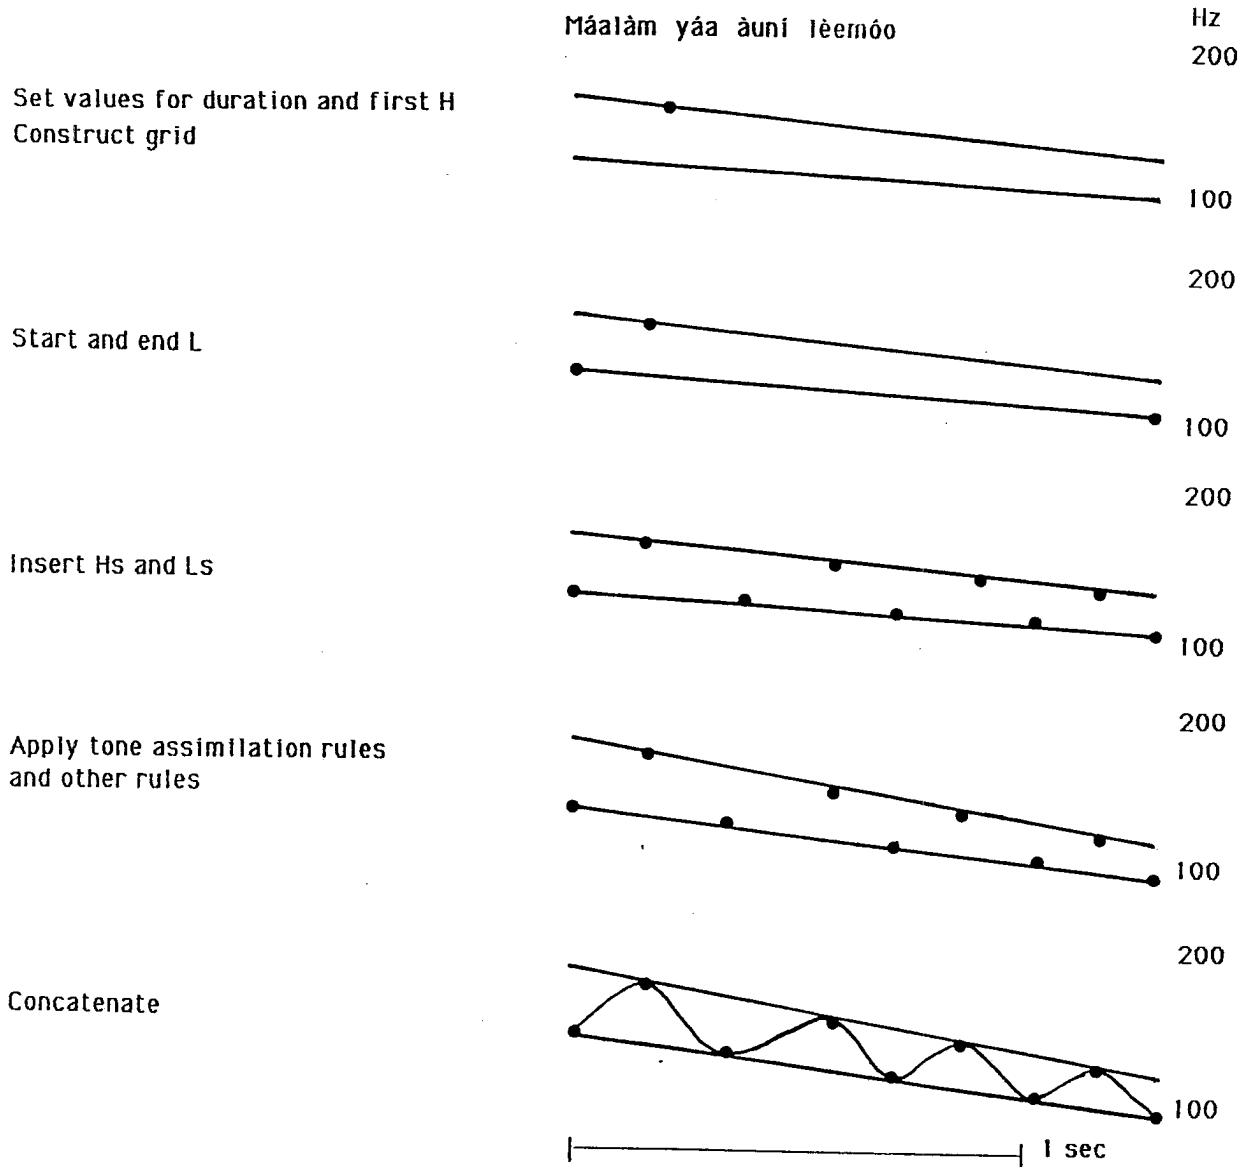 Máalàm yáa àuní lèemóo
Hz
200
Set values for duration and first H
Construct grid
100
200
Start and end L
100
200
Insert Hs and Ls
100
200
Apply tone assimilation rules
and other rules
100
200
Concatenate
100
1 sec